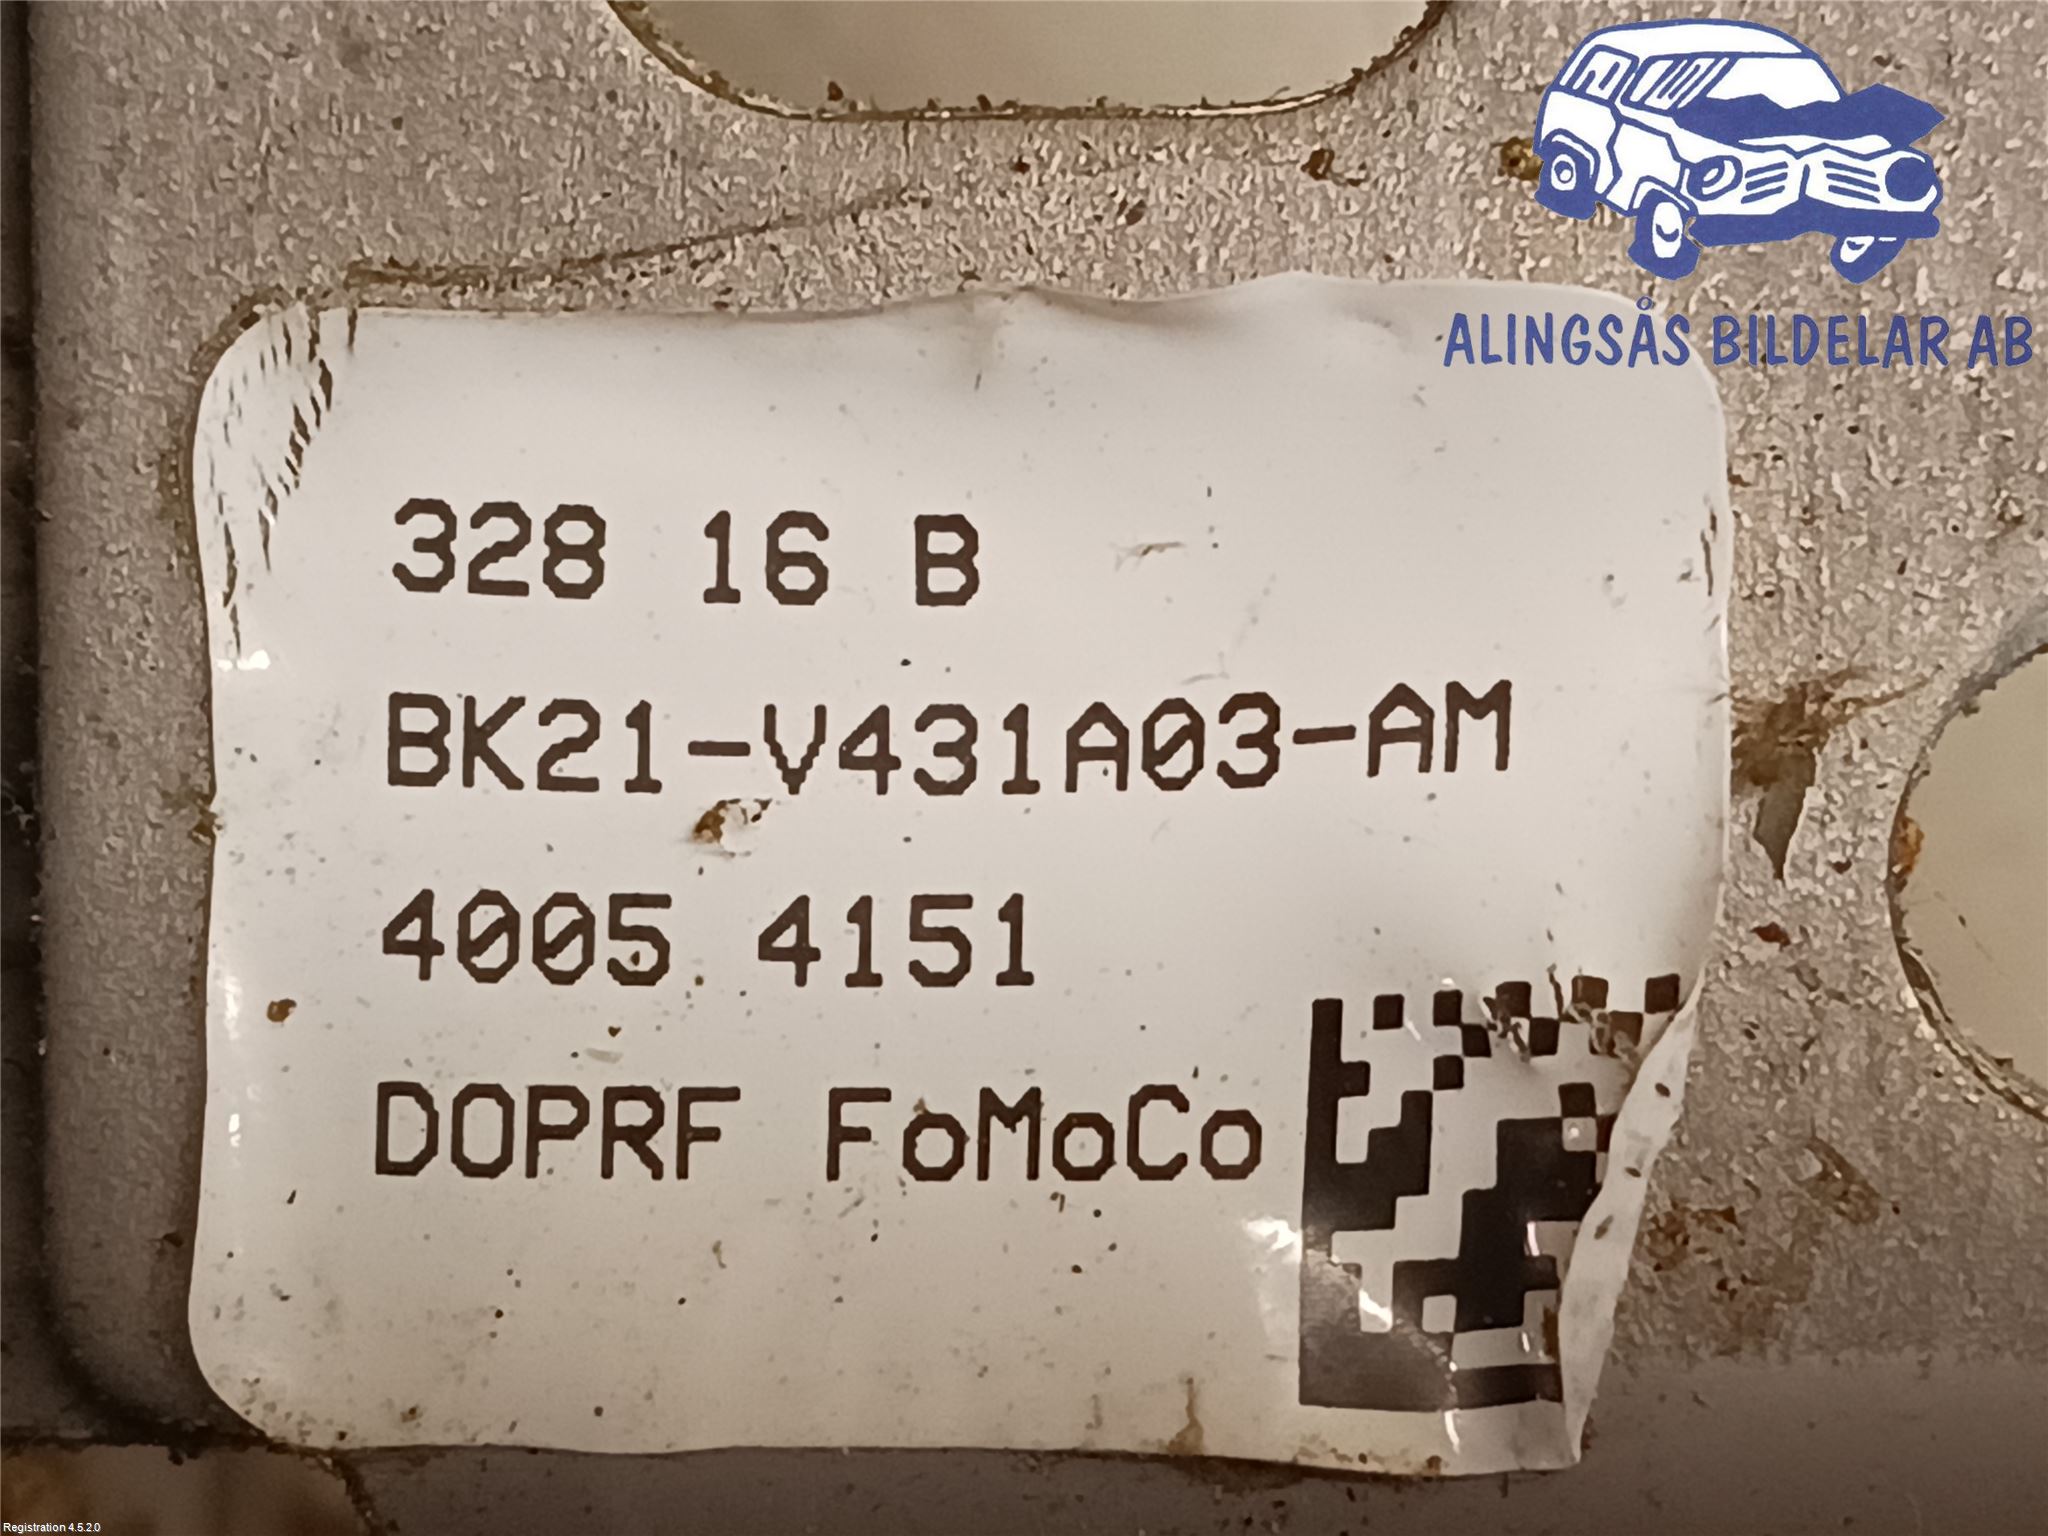 ALINGSÅS BILDELAR AB
328 16 B
BK21-V431A03-AM
4005 4151
DOPRF FoMoCo
Registration 4.5.2.0